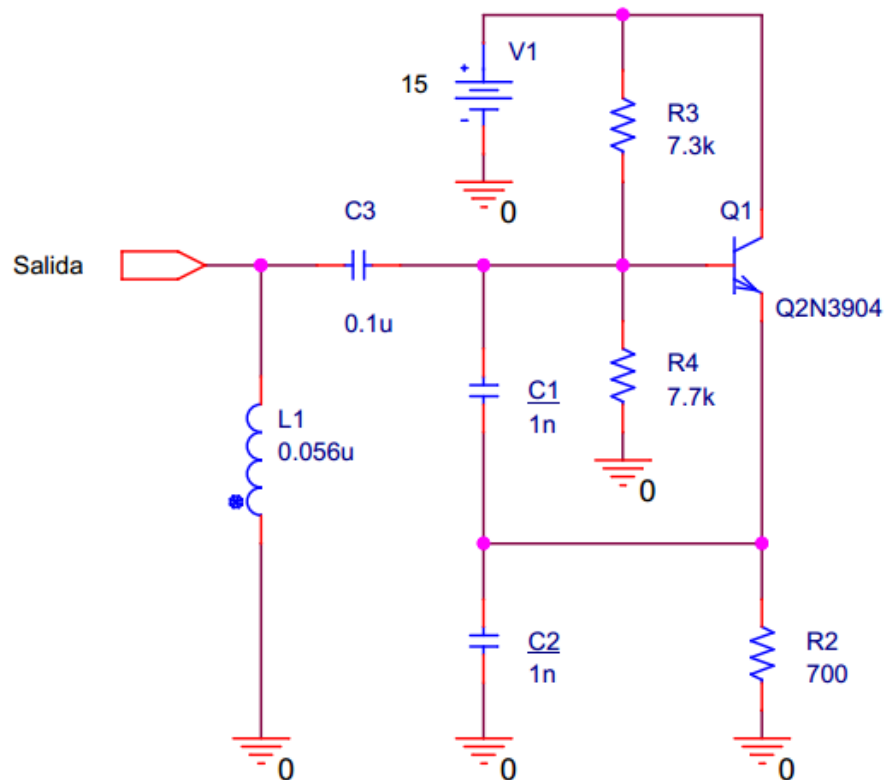 V1
15
R3
7.3k
0
C3
Q1
Salida
Q2N3904
0.1u
R4
7.7k
C1
1n
L1
0.056u
0
C2
1n
R2
700
0
0
0